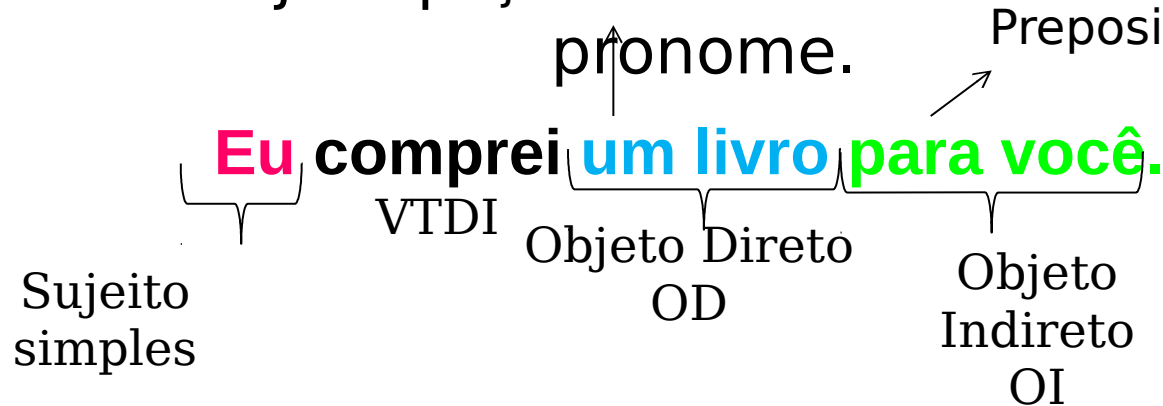 Preposi
pronome.
Eu comprei um livro para você.
VTDI
Objeto Direto
OD
Sujeito
simples
Objeto
Indireto
OI